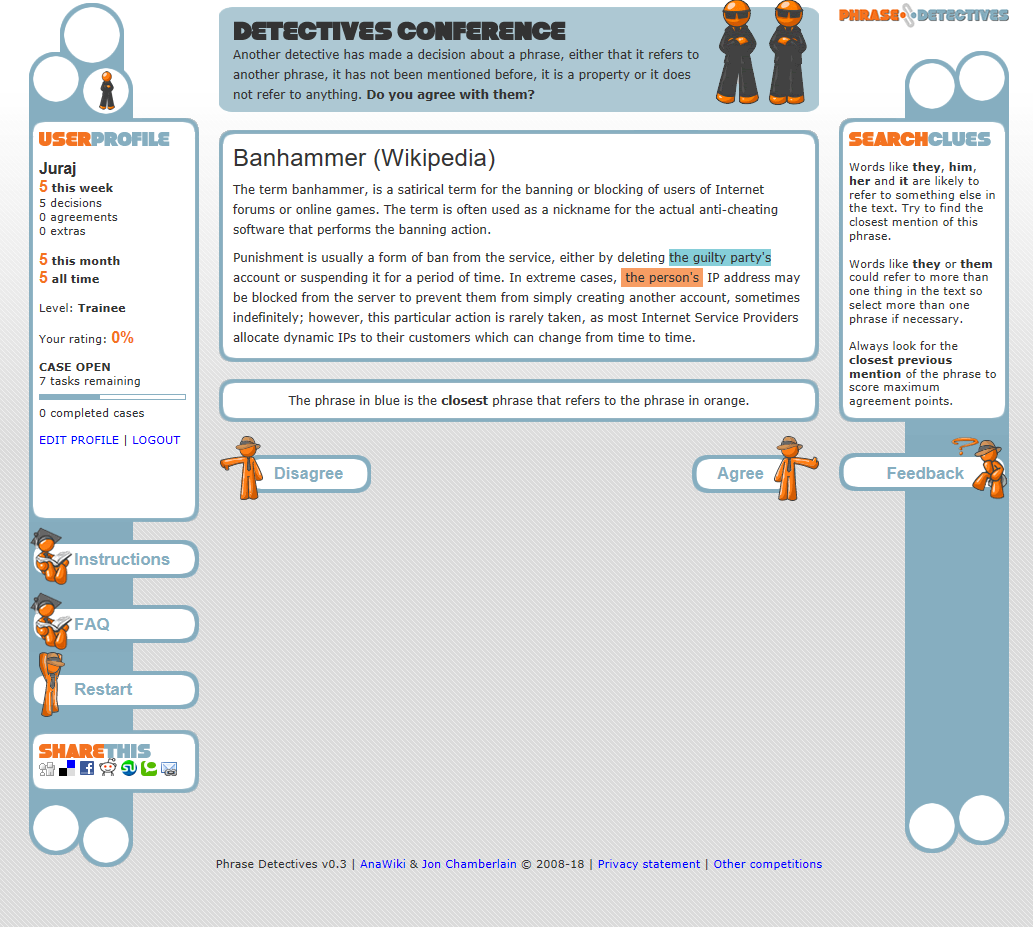 DETECTIVES CONFERENCE
Another detective has made a decision about a phrase, either that it refers to
another phrase, it has not been mentioned before, it is a property or it does
not refer to anything. Do you agree with them?
PHRASE DETECTIVES
USERPROFILE
Juraj
5 this week
5 decisions
0 agreements
0 extras
5 this month
5 all time
Level: Trainee
Your rating: 0%
CASE OPEN
7 tasks remaining
0 completed cases
EDIT PROFILE | LOGOUT
Instructions
FAQ
Restart
SHARETHIS
Banhammer (Wikipedia)
The term banhammer, is a satirical term for the banning or blocking of users of Internet
forums or online games. The term is often used as a nickname for the actual anti-cheating
software that performs the banning action.
Punishment is usually a form of ban from the service, either by deleting the guilty party's
account or suspending it for a period of time. In extreme cases, the person's IP address may
be blocked from the server to prevent them from simply creating another account, sometimes
indefinitely; however, this particular action is rarely taken, as most Internet Service Providers
allocate dynamic IPs to their customers which can change from time to time.
The phrase in blue is the closest phrase that refers to the phrase in orange.
Disagree
Agree
SEARCHCLUES
Words like they, him,
her and it are likely to
refer to something else in
the text. Try to find the
closest mention of this
phrase.
Words like they or them
could refer to more than
one thing in the text so
select more than one
phrase if necessary.
Always look for the
closest previous
mention of the phrase to
score maximum
agreement points.
Feedback
Phrase Detectives v0.3 | AnaWiki & Jon Chamberlain © 2008-18 | Privacy statement | Other competitions